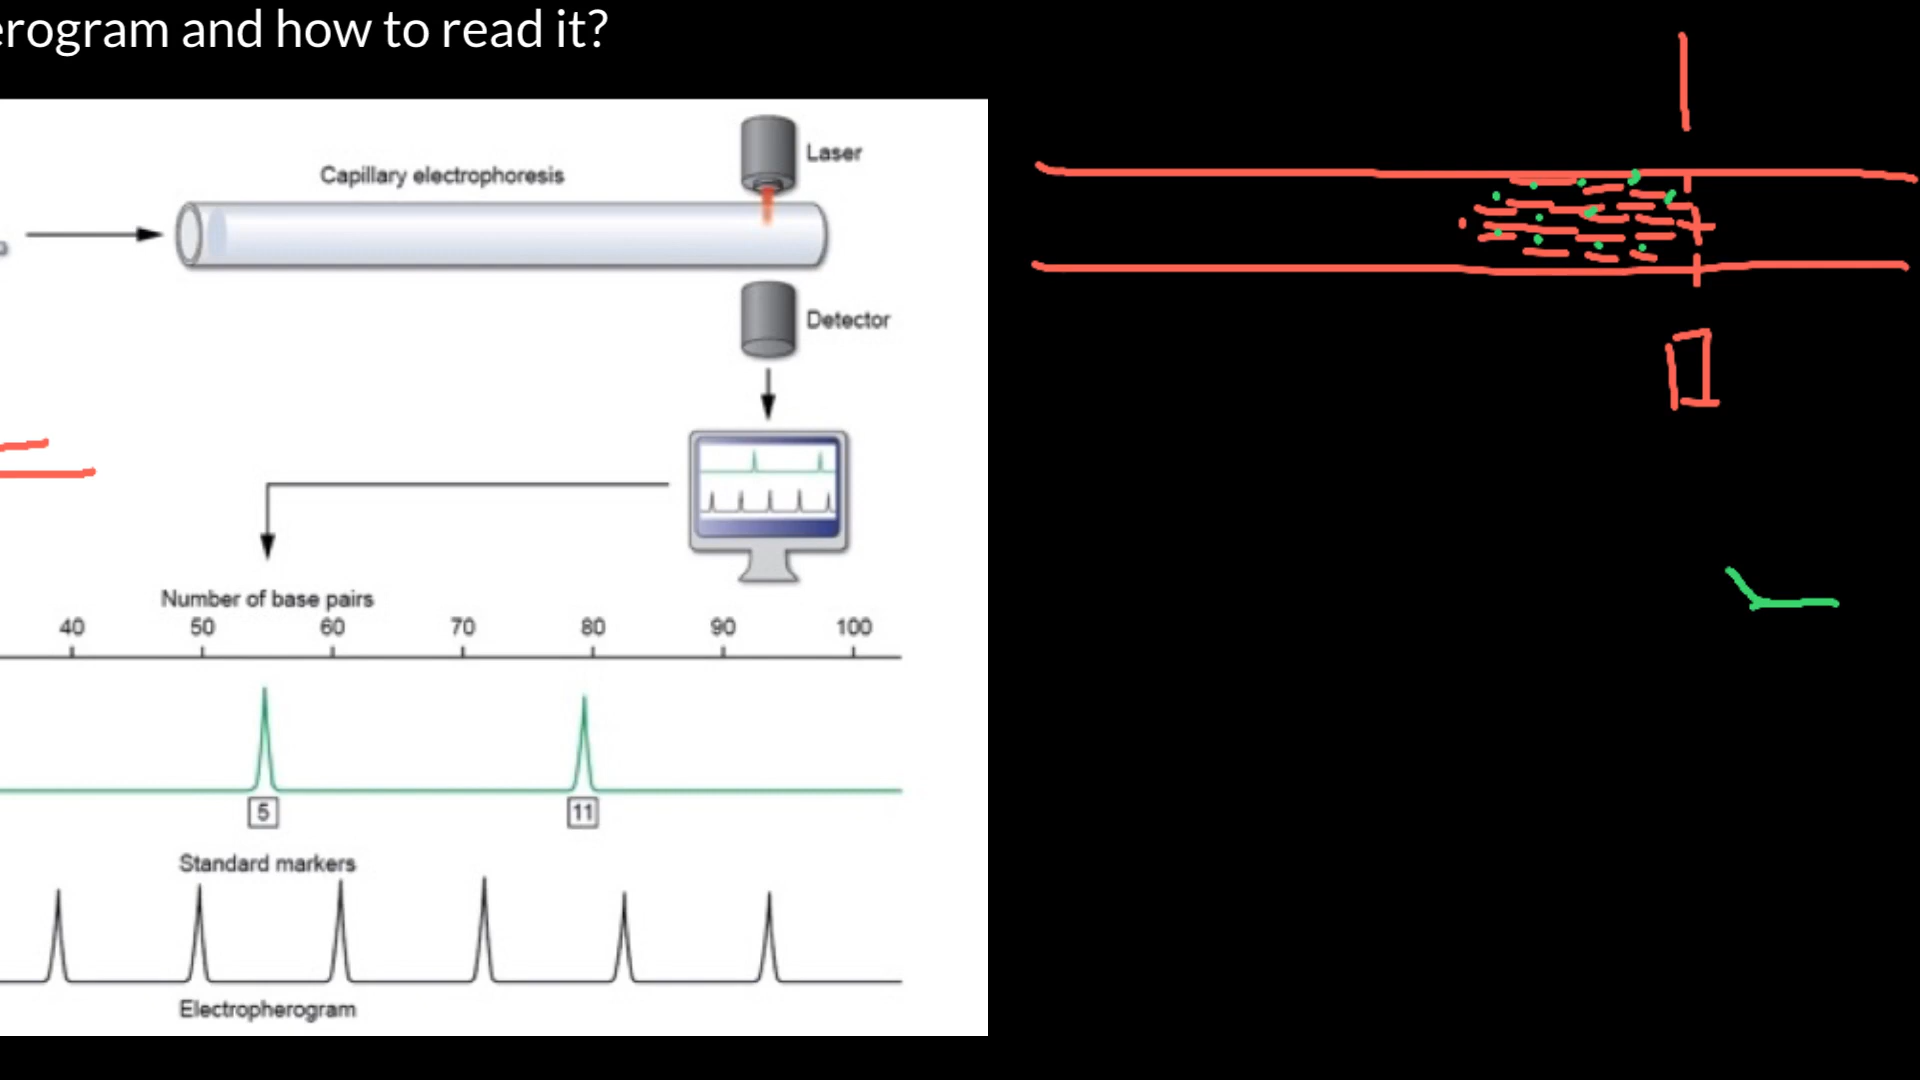 erogram and how to read it?
Laser
Capillary electrophoresis
Detector
Number of base pairs
40 50 60 70 80 90 100
5 11
Standard markers
Electropherogram